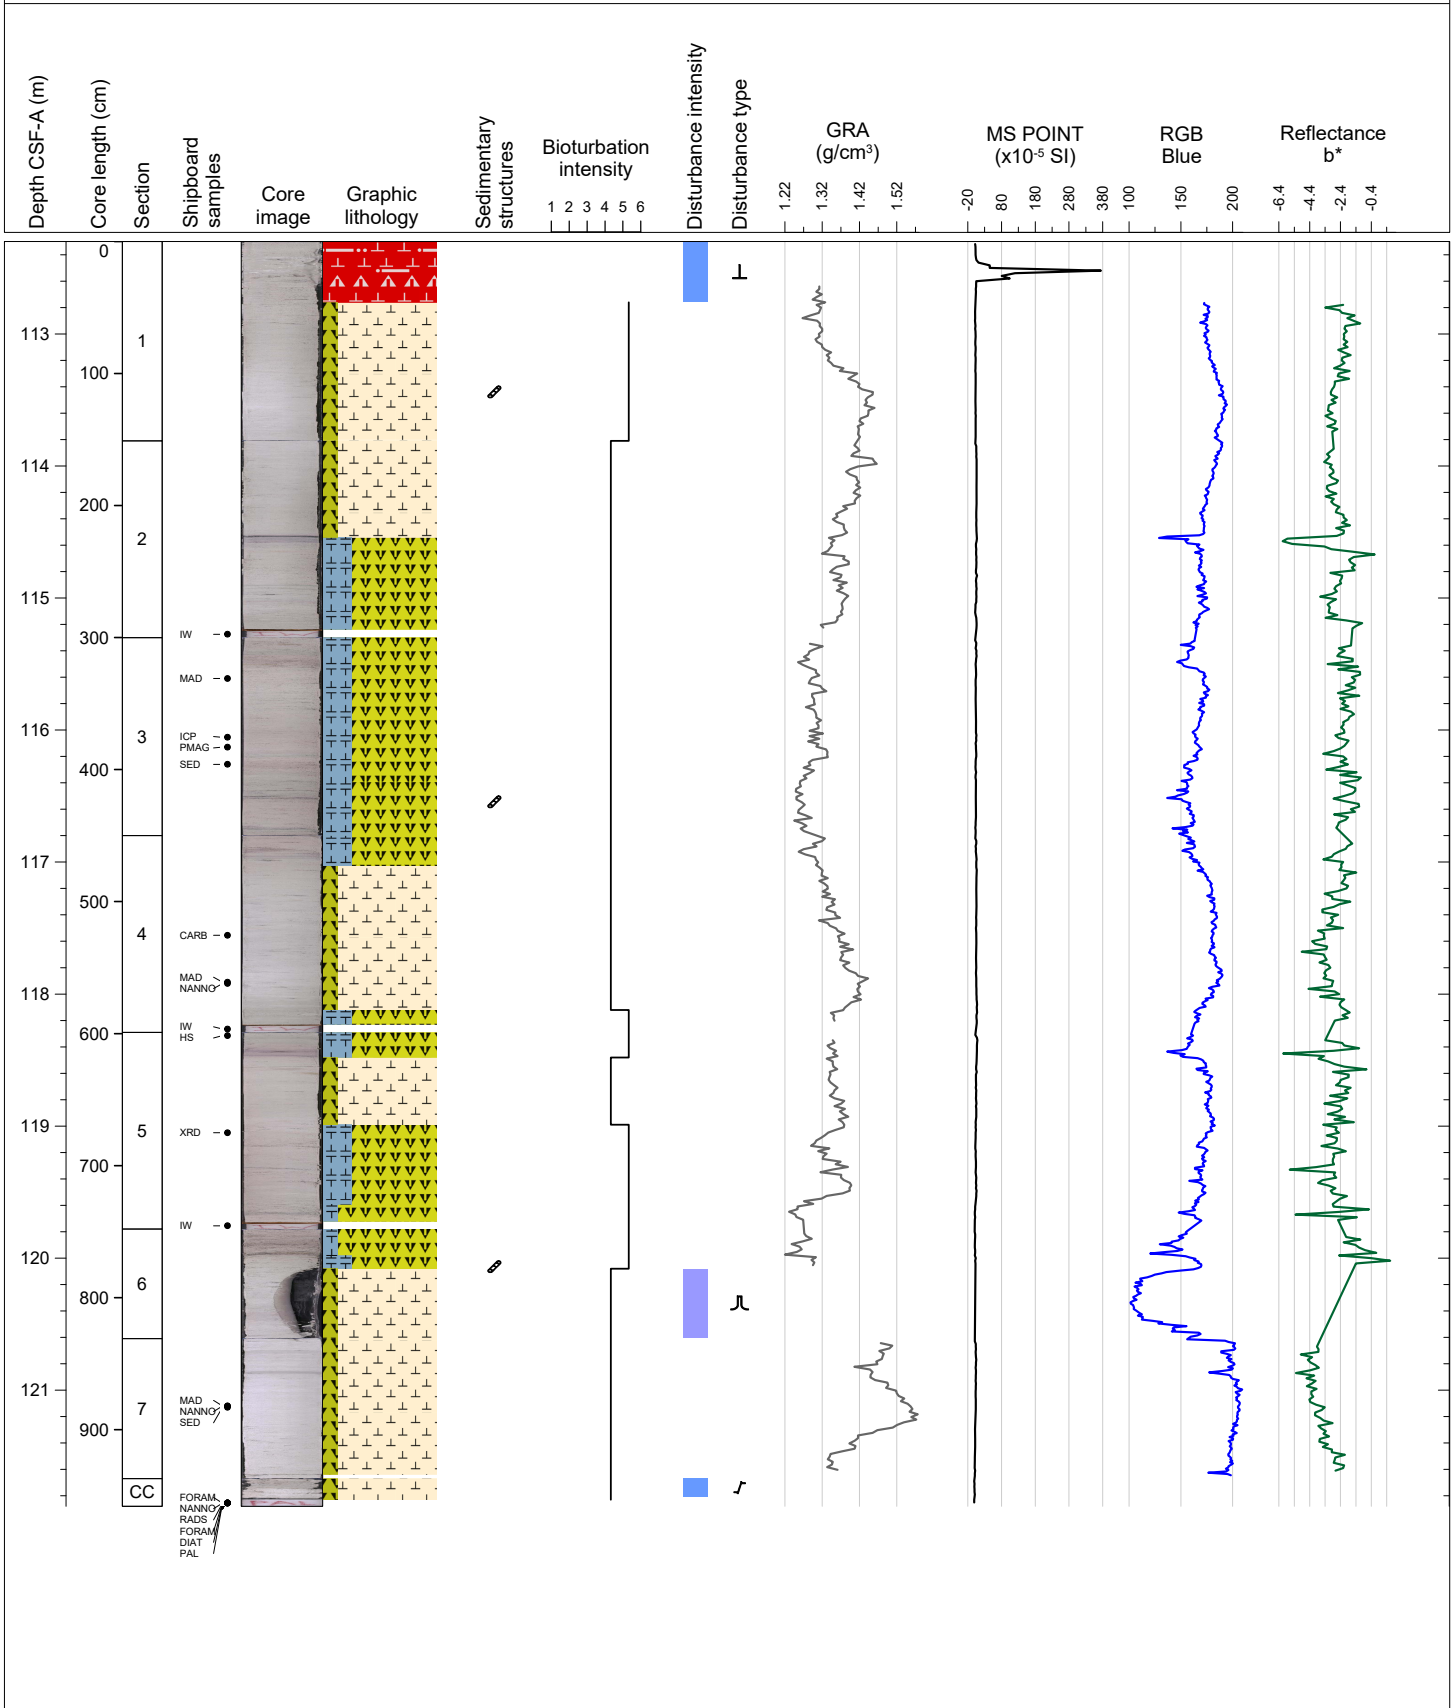 Depth CSF-A (m)
Core length (cm)
Section
Shipboard
samples
Core
image
Graphic
lithology
Sedimentary
structures
Bioturbation
intensity
1 2 3 4 5 6
Disturbance intensity
Disturbance type
GRA
(g/cm³)
1.22 1.32 1.42 1.52
MS POINT
(x10⁻⁵ SI)
-20 80 180 280 380
RGB
Blue
100 150 200
Reflectance
b*
-6.4 -4.4 -2.4 -0.4
0
113
1
100
114
200
2
115
IW
300
MAD
116
3
ICP
PMAG
SED
400
117
500
4
CARB
MAD
118
NANNO
IW
600
HS
119
5
XRD
700
IW
120
6
800
121
MAD
7
NANNO
SED
900
CC
FORAM
NANNO
RADS
FORAM
DIAT
PAL